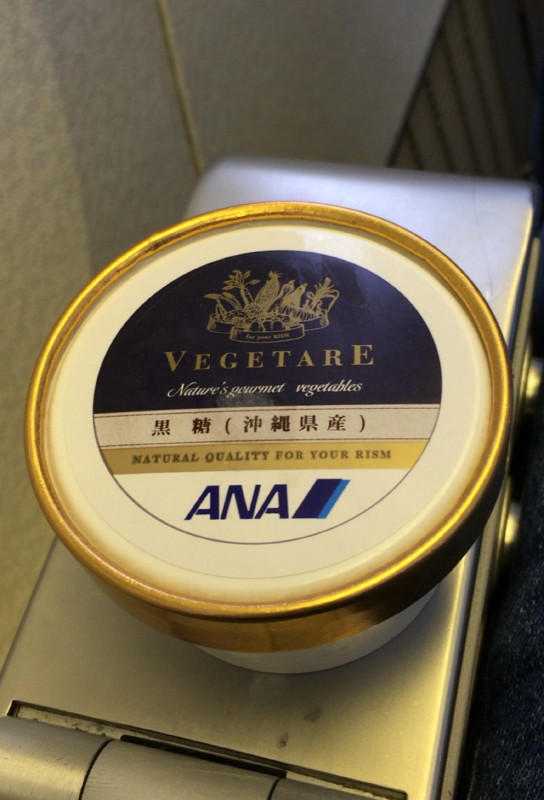 for your RISM
VEGETARE
Nature's gourmet vegetables
黒糖(沖縄県産)
NATURAL QUALITY FOR YOUR RISM
ANA